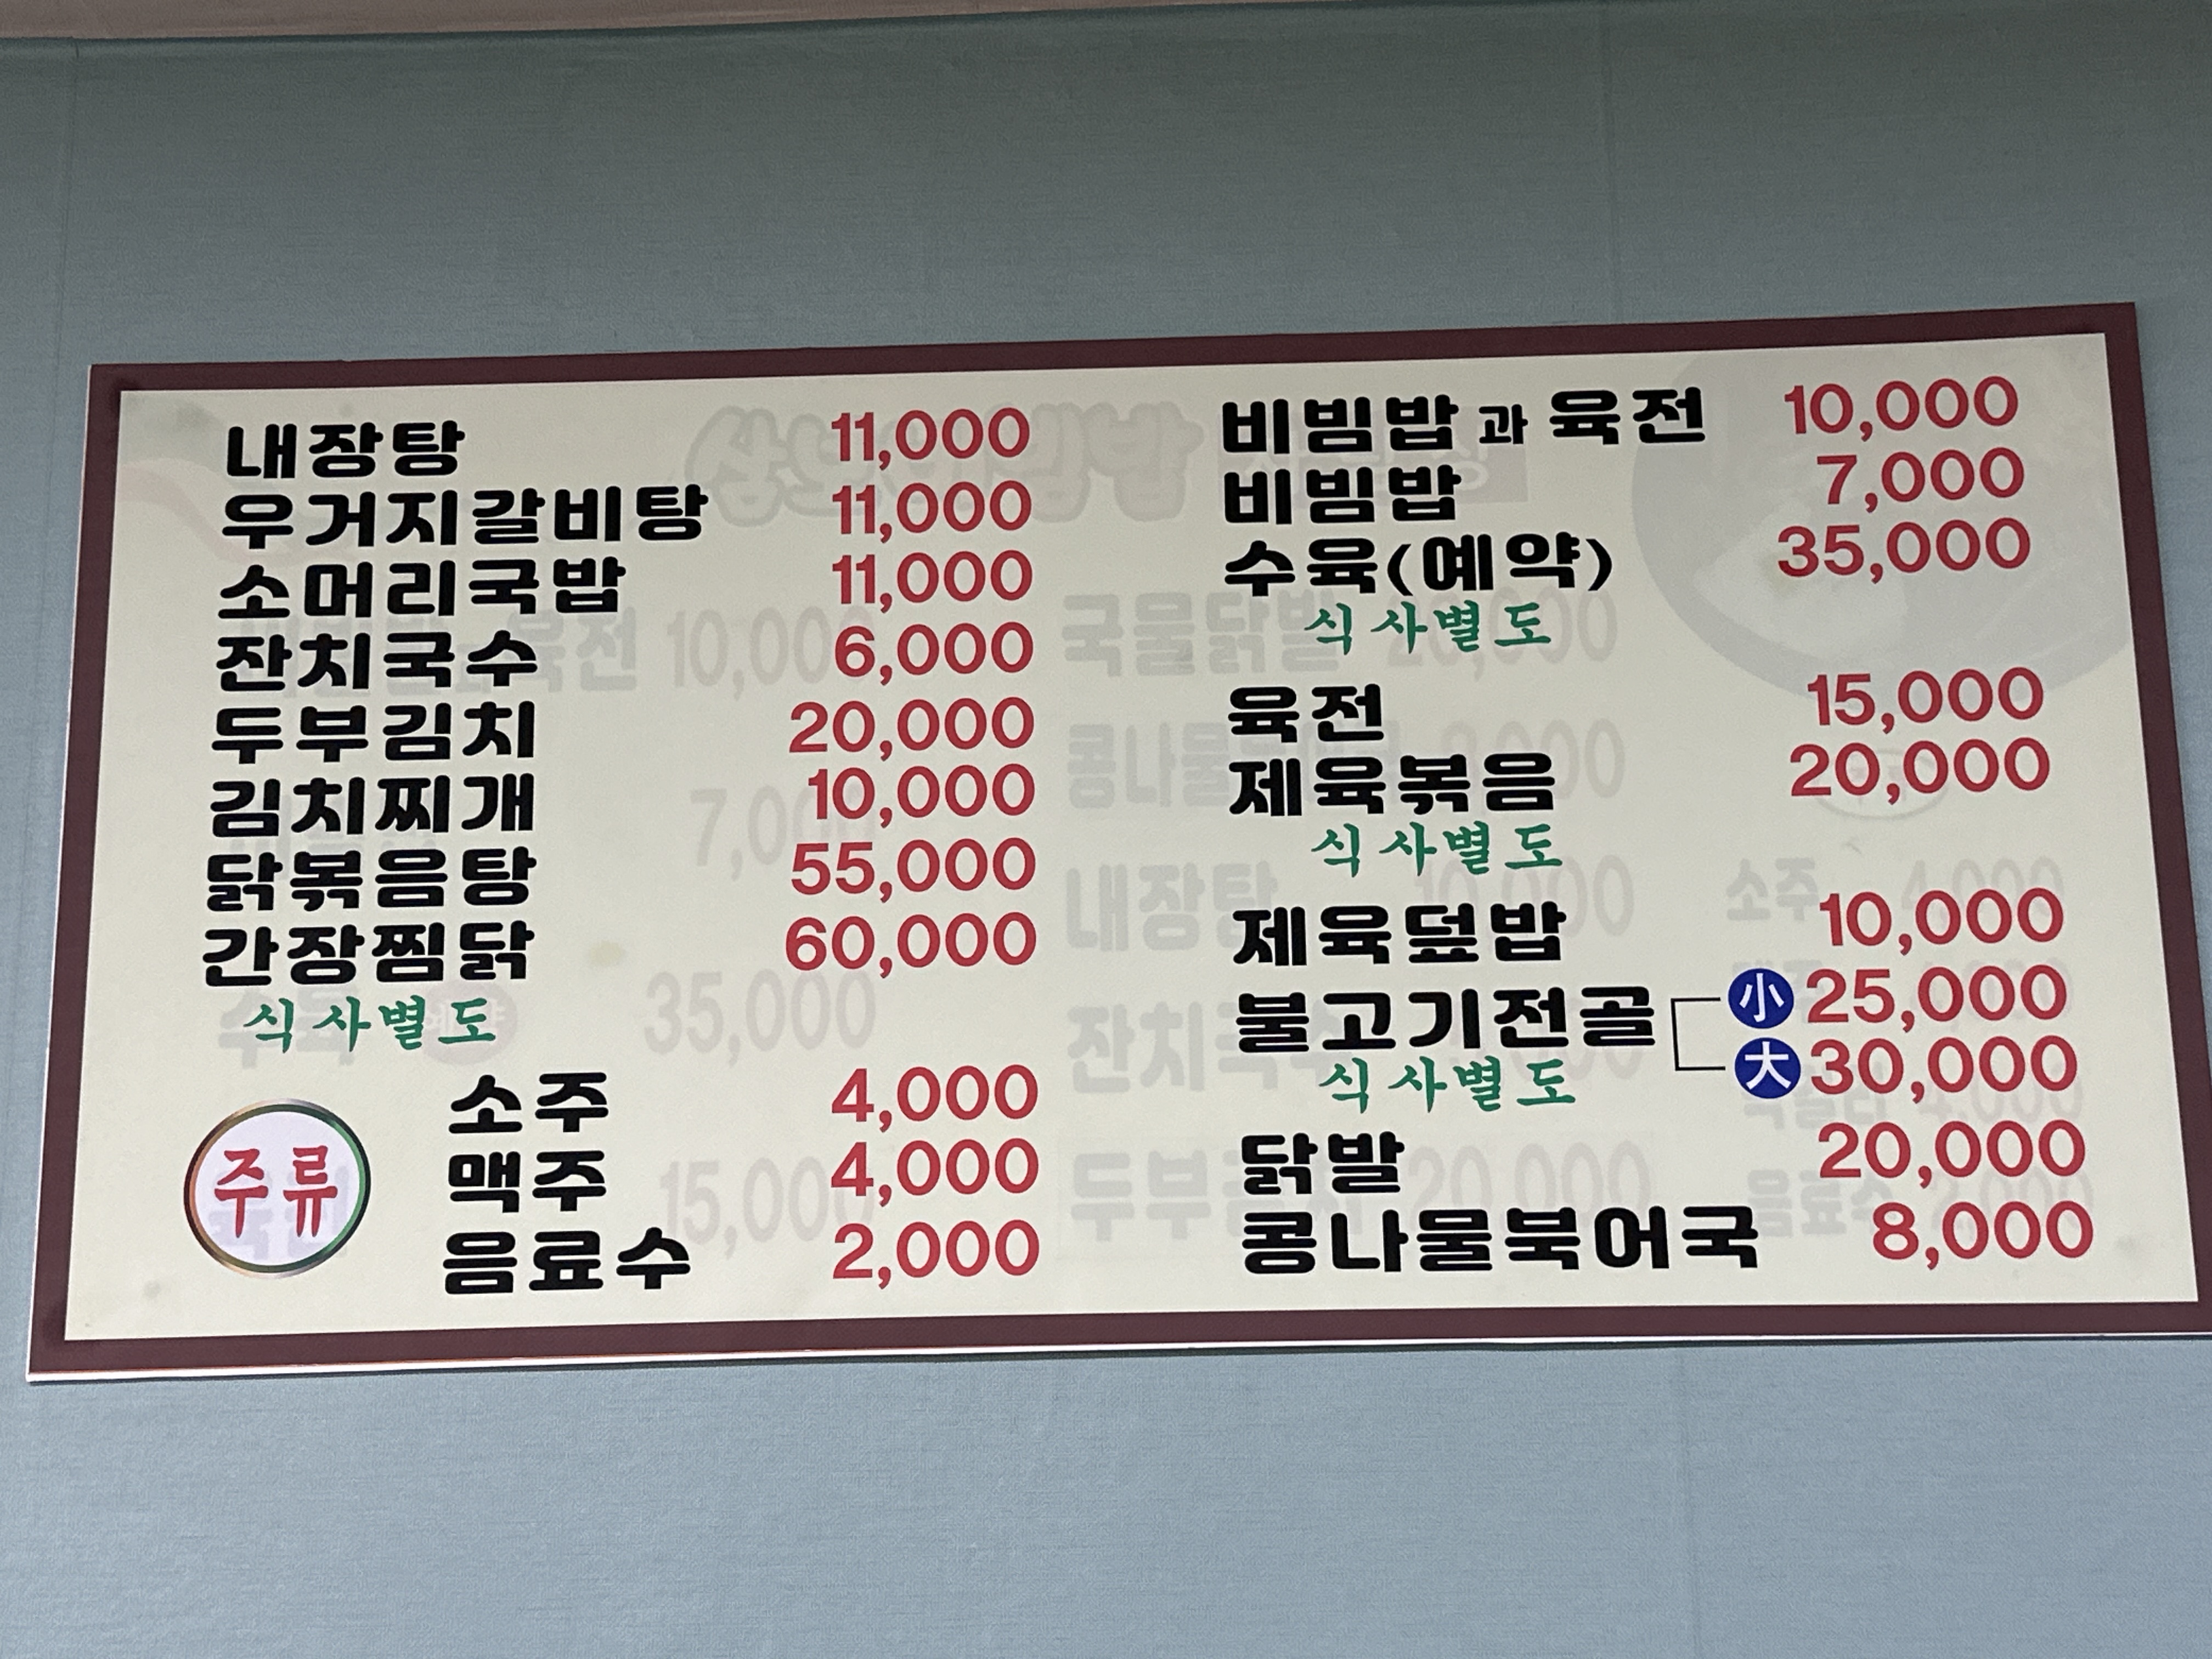 내장탕 11,000
우거지갈비탕 11,000
소머리국밥 11,000
잔치국수 6,000
두부김치 20,000
김치찌개 10,000
닭볶음탕 55,000
간장찜닭 60,000
식사별도
주류
소주 4,000
맥주 4,000
음료수 2,000
비빔밥과 육전 10,000
비빔밥 7,000
수육(예약) 35,000
식사별도
육전 15,000
제육볶음 20,000
식사별도
제육덮밥 10,000
불고기전골 小 25,000
大 30,000
식사별도
닭발 20,000
콩나물북어국 8,000